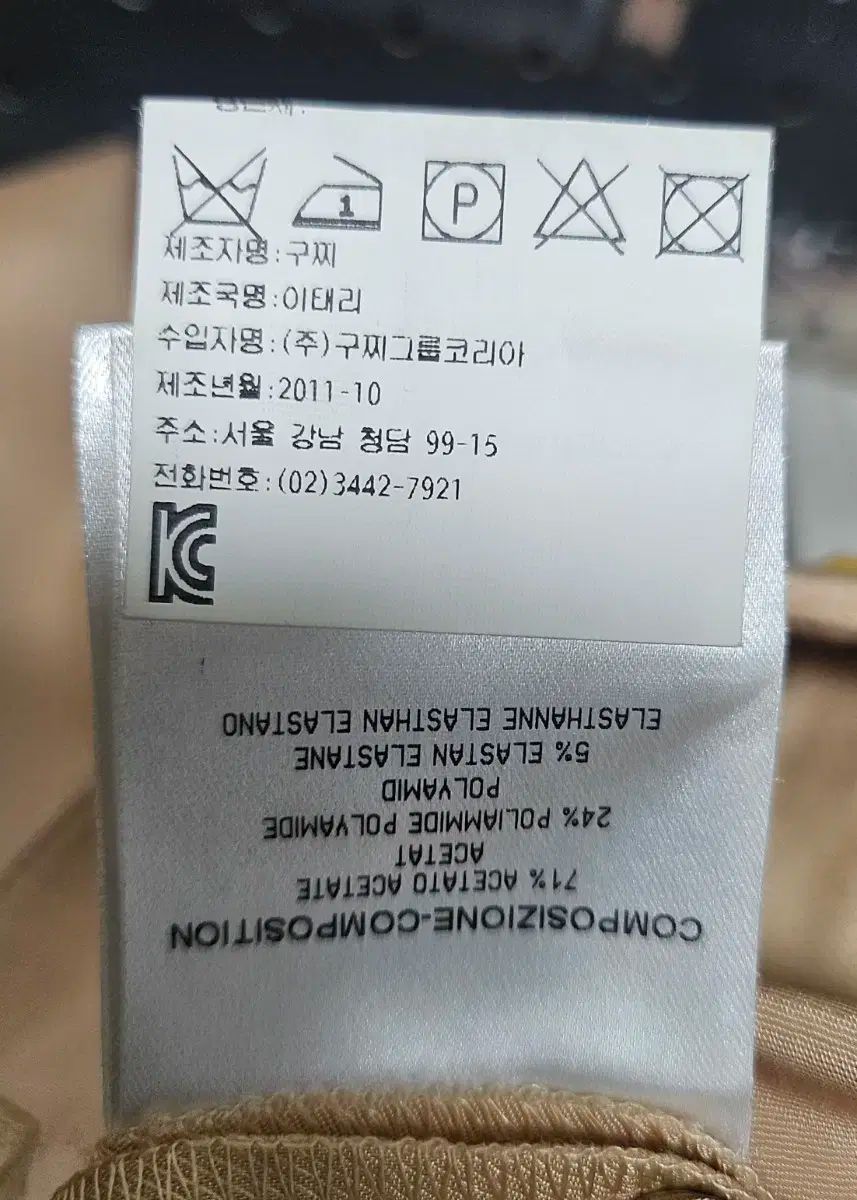 1
P
제조자명:구찌
제조국명:이태리
수입자명:(주)구찌그룹코리아
제조년월:2011-10
주소:서울 강남 청담 99-15
전화번호:(02)3442-7921
KC
COMPOSIZIONE-COMPOSITION
71% ACETATO ACETATE
ACETAT
24% POLIAMMIDE POLYAMIDE
POLYAMID
5% ELASTAN ELASTANE
ELASTHANNE ELASTHAN ELASTANO